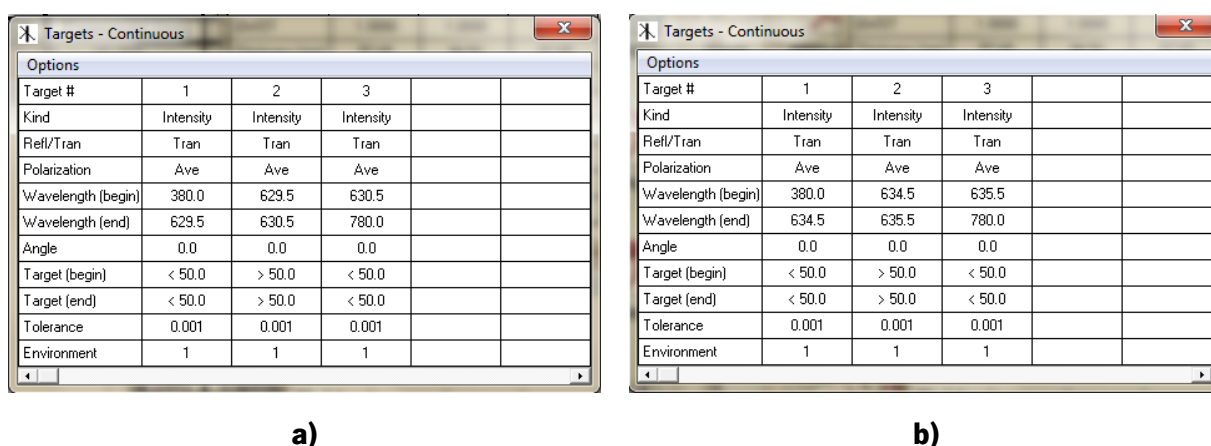 Targets - Continuous
Options
Target # 1 2 3
Kind Intensity Intensity Intensity
Refl/Tran Tran Tran Tran
Polarization Ave Ave Ave
Wavelength (begin) 380.0 629.5 630.5
Wavelength (end) 629.5 630.5 780.0
Angle 0.0 0.0 0.0
Target (begin) < 50.0 > 50.0 < 50.0
Target (end) < 50.0 > 50.0 < 50.0
Tolerance 0.001 0.001 0.001
Environment 1 1 1
a)
Targets - Continuous
Options
Target # 1 2 3
Kind Intensity Intensity Intensity
Refl/Tran Tran Tran Tran
Polarization Ave Ave Ave
Wavelength (begin) 380.0 634.5 635.5
Wavelength (end) 634.5 635.5 780.0
Angle 0.0 0.0 0.0
Target (begin) < 50.0 > 50.0 < 50.0
Target (end) < 50.0 > 50.0 < 50.0
Tolerance 0.001 0.001 0.001
Environment 1 1 1
b)